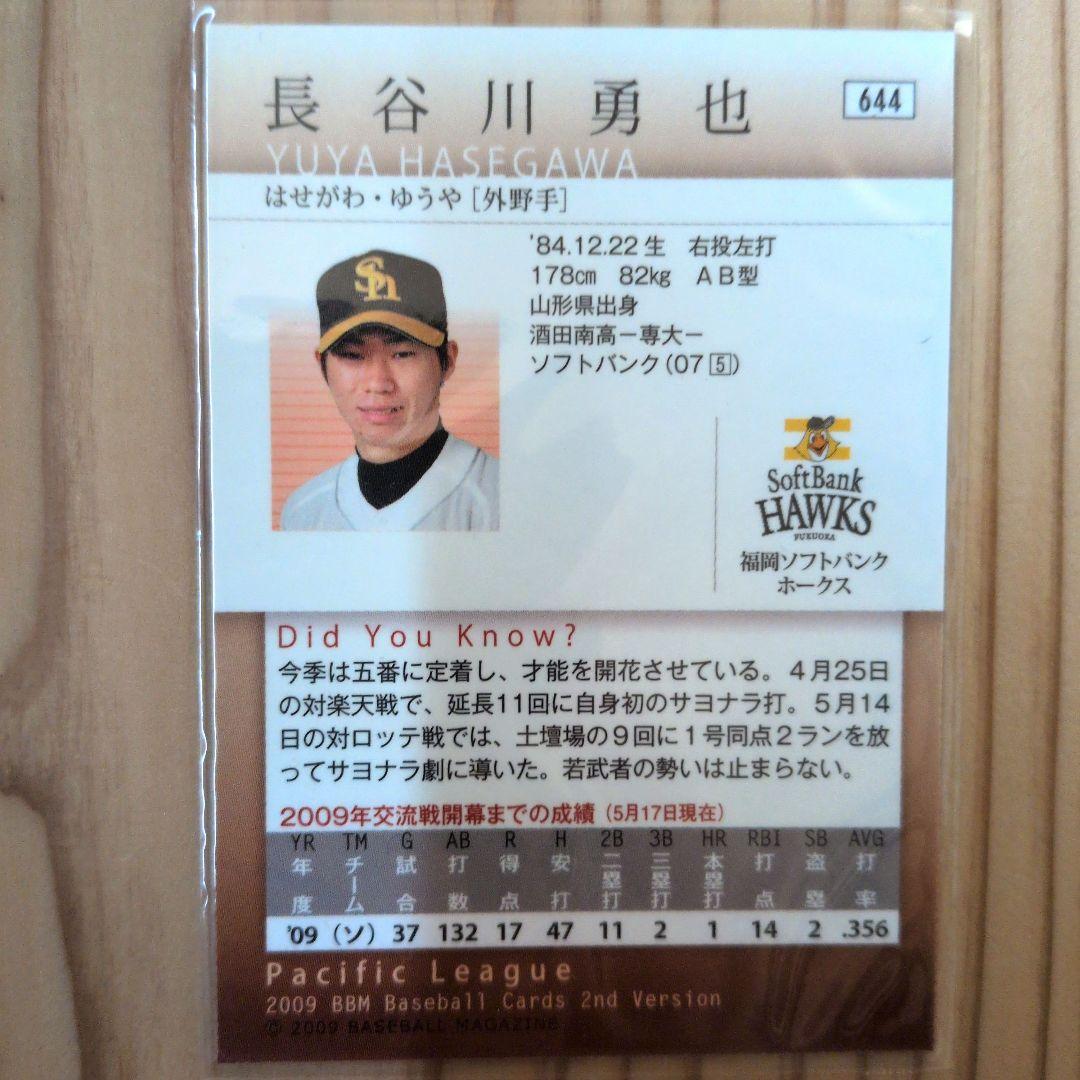 長谷川勇也
644
YUYA HASEGAWA
はせがわ・ゆうや［外野手］
Sh
'84.12.22生　右投左打
178㎝　82㎏　ＡＢ型
山形県出身
酒田南高－専大－
ソフトバンク(07 5)
SoftBank
HAWKS
FUKUOKA
福岡ソフトバンク
ホークス
Did You Know?
今季は五番に定着し、才能を開花させている。４月25日
の対楽天戦で、延長11回に自身初のサヨナラ打。５月14
日の対ロッテ戦では、土壇場の９回に１号同点２ランを放
ってサヨナラ劇に導いた。若武者の勢いは止まらない。
2009年交流戦開幕までの成績（5月17日現在）
YR TM G AB R H 2B 3B HR RBI SB AVG
年度 チーム 試合 打数 得点 安打 二塁打 三塁打 本塁打 打点 盗塁 打率
'09 （ソ） 37 132 17 47 11 2 1 14 2 .356
Pacific League
2009 BBM Baseball Cards 2nd Version
© 2009 BASEBALL MAGAZINE